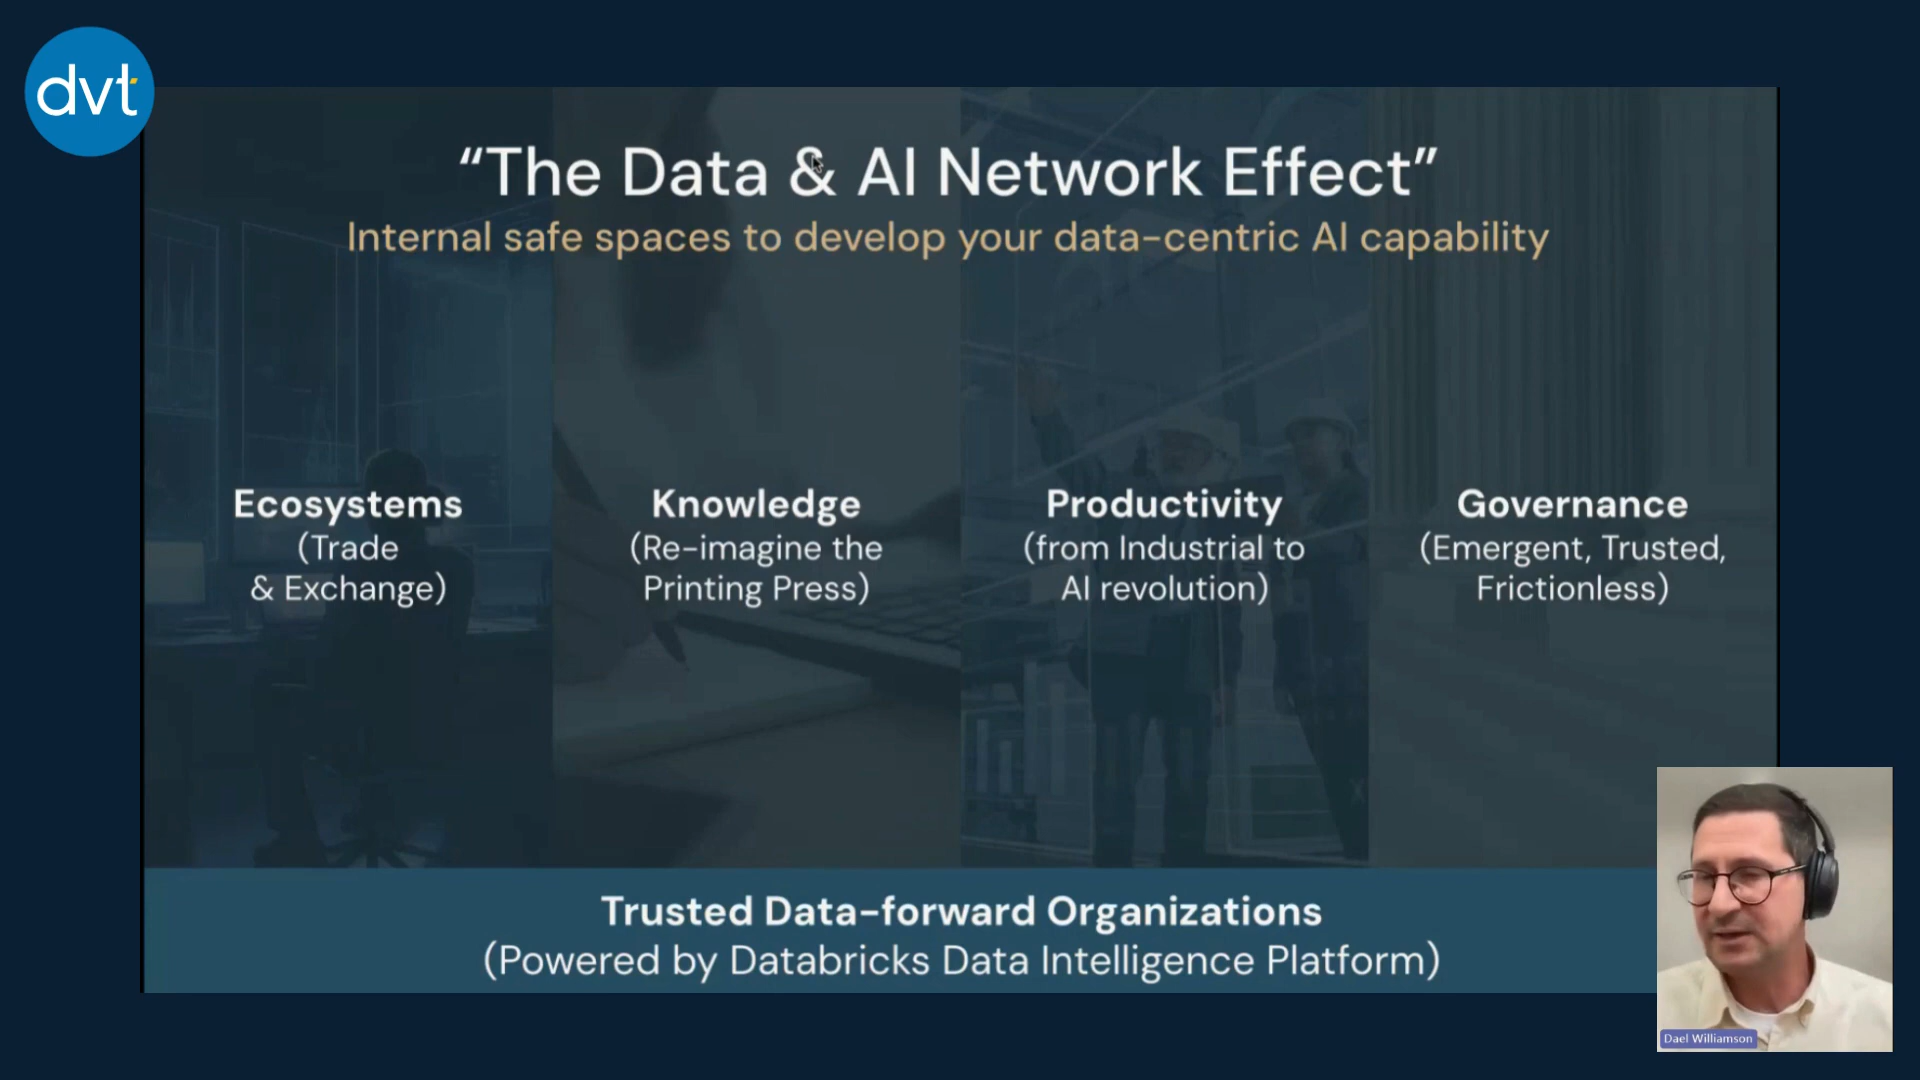 dvt
“The Data & AI Network Effect”
Internal safe spaces to develop your data-centric AI capability
Ecosystems
(Trade
& Exchange)
Knowledge
(Re-imagine the
Printing Press)
Productivity
(from Industrial to
AI revolution)
Governance
(Emergent, Trusted,
Frictionless)
Trusted Data-forward Organizations
(Powered by Databricks Data Intelligence Platform)
Dael Williamson